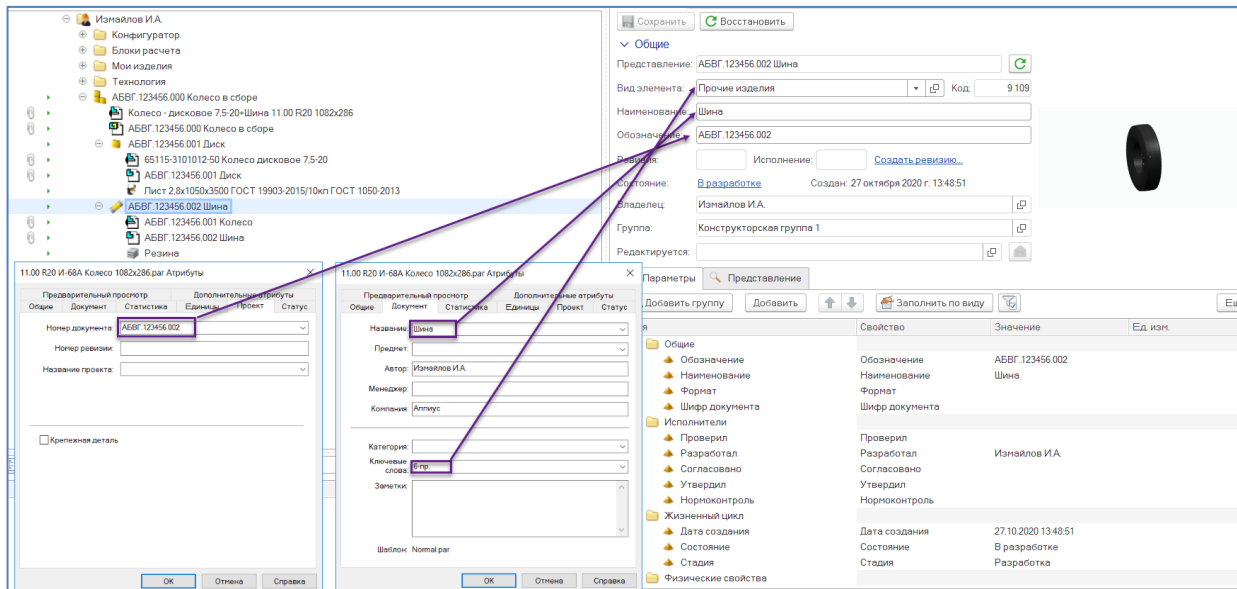 Измайлов И.А.
Конфигуратор
Блоки расчета
Мои изделия
Технология
АБВГ.123456.000 Колесо в сборе
Колесо - дисковое 7,5-20+Шина 11.00 R20 1082x286
АБВГ.123456.000 Колесо в сборе
АБВГ.123456.001 Диск
65115-3101012-50 Колесо дисковое 7,5-20
АБВГ.123456.001 Диск
Лист 2,8x1050x3500 ГОСТ 19903-2015/10кп ГОСТ 1050-2013
АБВГ.123456.002 Шина
АБВГ.123456.001 Колесо
АБВГ.123456.002 Шина
Резина
Сохранить Восстановить
Общие
Представление: АБВГ.123456.002 Шина
Вид элемента: Прочие изделия Код: 9 109
Наименование: Шина
Обозначение: АБВГ.123456.002
Ревизия: Исполнение: Создать ревизию...
Состояние: В разработке Создан: 27 октября 2020 г. 13:48:51
Владелец: Измайлов И.А.
Группа: Конструкторская группа 1
Редактируется:
Параметры Представление
Добавить группу Добавить Заполнить по виду Ещ
я Свойство Значение Ед. изм.
Общие
Обозначение Обозначение АБВГ.123456.002
Наименование Наименование Шина
Формат Формат
Шифр документа Шифр документа
Исполнители
Проверил Проверил
Разработал Разработал Измайлов И.А.
Согласовано Согласовано
Утвердил Утвердил
Нормоконтроль Нормоконтроль
Жизненный цикл
Дата создания Дата создания 27.10.2020 13:48:51
Состояние Состояние В разработке
Стадия Стадия Разработка
Физические свойства
11.00 R20 И-68А Колесо 1082x286.par Атрибуты
Предварительный просмотр Дополнительные атрибуты
Общие Документ Статистика Единицы Проект Статус
Номер документа: АБВГ.123456.002
Номер ревизии:
Название проекта:
Крепежная деталь
ОК Отмена Справка
11.00 R20 И-68А Колесо 1082x286.par Атрибуты
Предварительный просмотр Дополнительные атрибуты
Общие Документ Статистика Единицы Проект Статус
Название: Шина
Предмет:
Автор: Измайлов И.А.
Менеджер:
Компания: Аппиус
Категория:
Ключевые слова: 6-пр.
Заметки:
Шаблон: Normal.par
ОК Отмена Справка